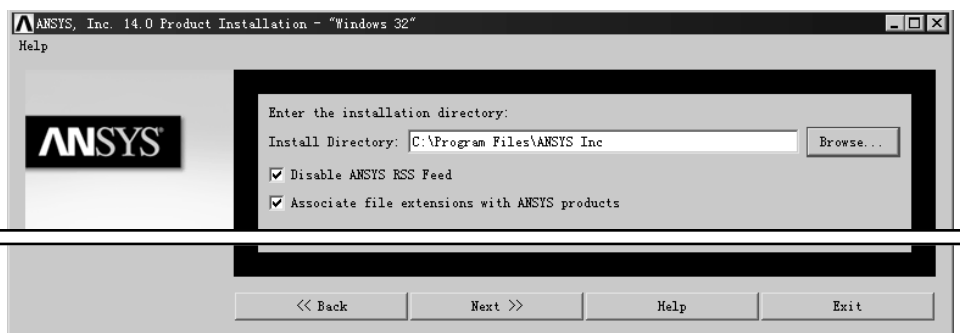 ANSYS, Inc. 14.0 Product Installation - "Windows 32"
Help
ANSYS
Enter the installation directory:
Install Directory: C:\Program Files\ANSYS Inc Browse...
Disable ANSYS RSS Feed
Associate file extensions with ANSYS products
<< Back Next >> Help Exit